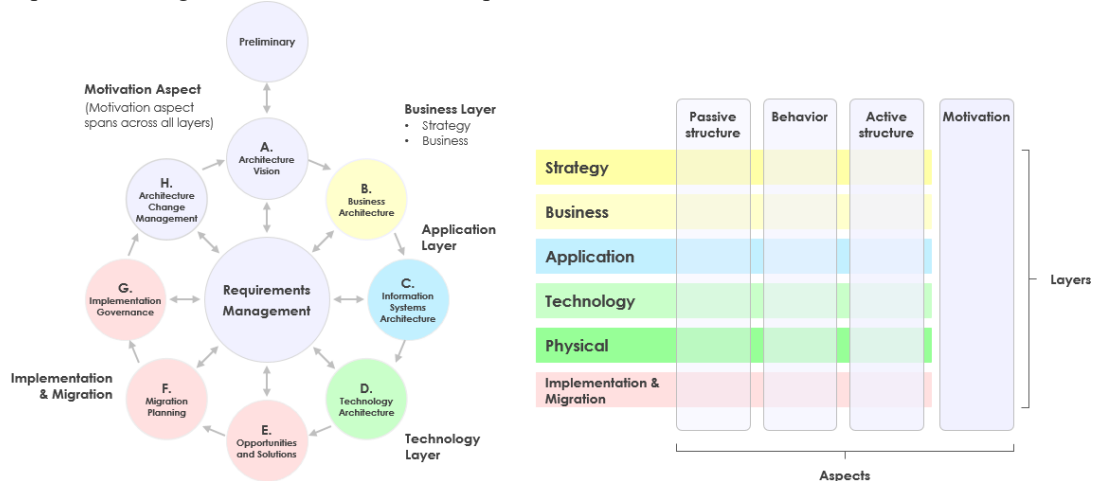 Preliminary
Motivation Aspect
(Motivation aspect
spans across all layers)
Business Layer
• Strategy
• Business
A.
Architecture
Vision
H.
Architecture
Change
Management
B.
Business
Architecture
Application
Layer
G.
Implementation
Governance
Requirements
Management
C.
Information
Systems
Architecture
Implementation
& Migration
F.
Migration
Planning
D.
Technology
Architecture
E.
Opportunities
and Solutions
Technology
Layer
Passive
structure
Behavior
Active
structure
Motivation
Strategy
Business
Application
Technology
Physical
Implementation &
Migration
Layers
Aspects